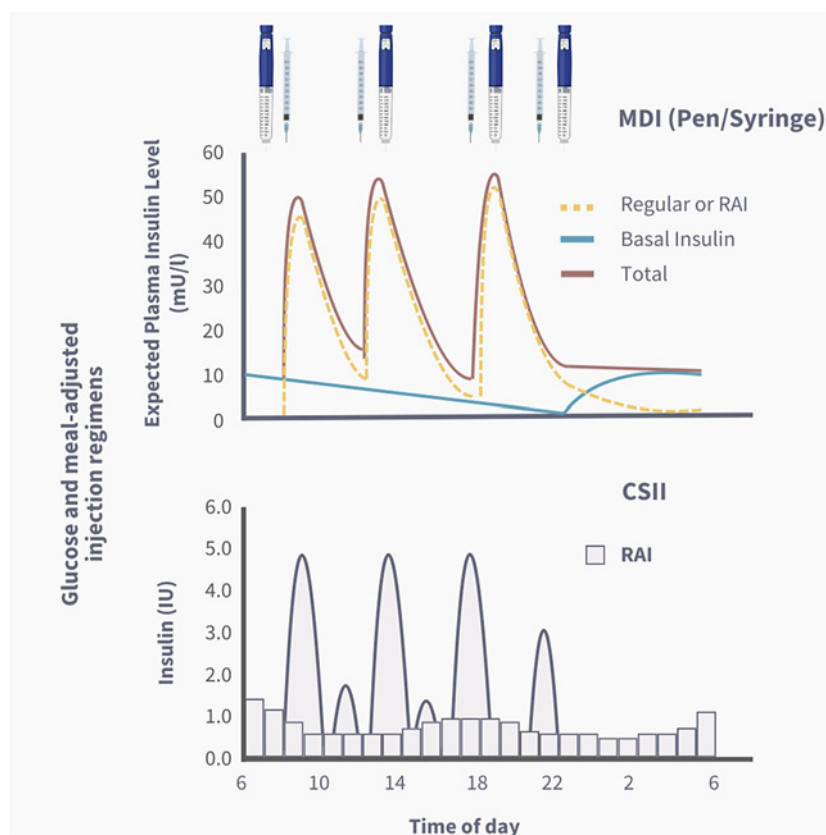 MDI (Pen/Syringe)
Expected Plasma Insulin Level
(mU/l)
60
50
40
30
20
10
0
Regular or RAI
Basal Insulin
Total
Glucose and meal-adjusted
injection regimens
CSII
RAI
Insulin (IU)
6.0
5.0
4.0
3.0
2.0
1.0
0.0
6 10 14 18 22 2 6
Time of day